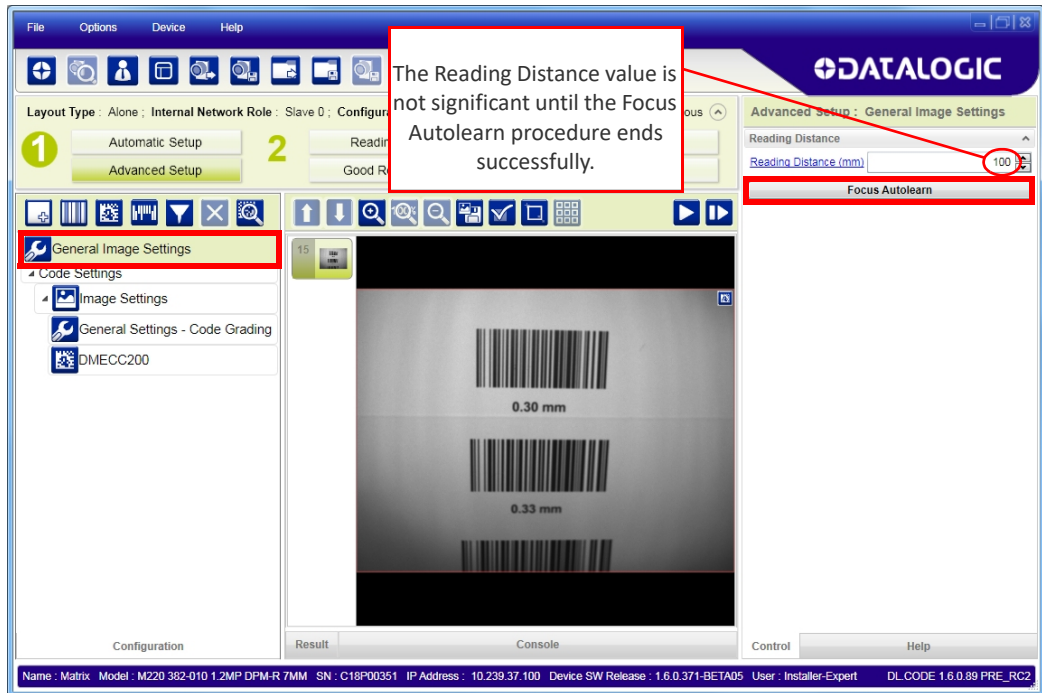 File Options Device Help
DATALOGIC
The Reading Distance value is
not significant until the Focus
Autolearn procedure ends
successfully.
Layout Type : Alone ; Internal Network Role : Slave 0 ; Configura
ous
1
Automatic Setup
Advanced Setup
2
Readin
Good Re
Advanced Setup : General Image Settings
Reading Distance
Reading Distance (mm) 100
Focus Autolearn
General Image Settings
Code Settings
Image Settings
General Settings - Code Grading
DMECC200
15
0.30 mm
0.33 mm
Configuration
Result
Console
Control
Help
Name : Matrix Model : M220 382-010 1.2MP DPM-R 7MM SN : C18P00351 IP Address : 10.239.37.100 Device SW Release : 1.6.0.371-BETA05 User : Installer-Expert DL.CODE 1.6.0.89 PRE_RC2